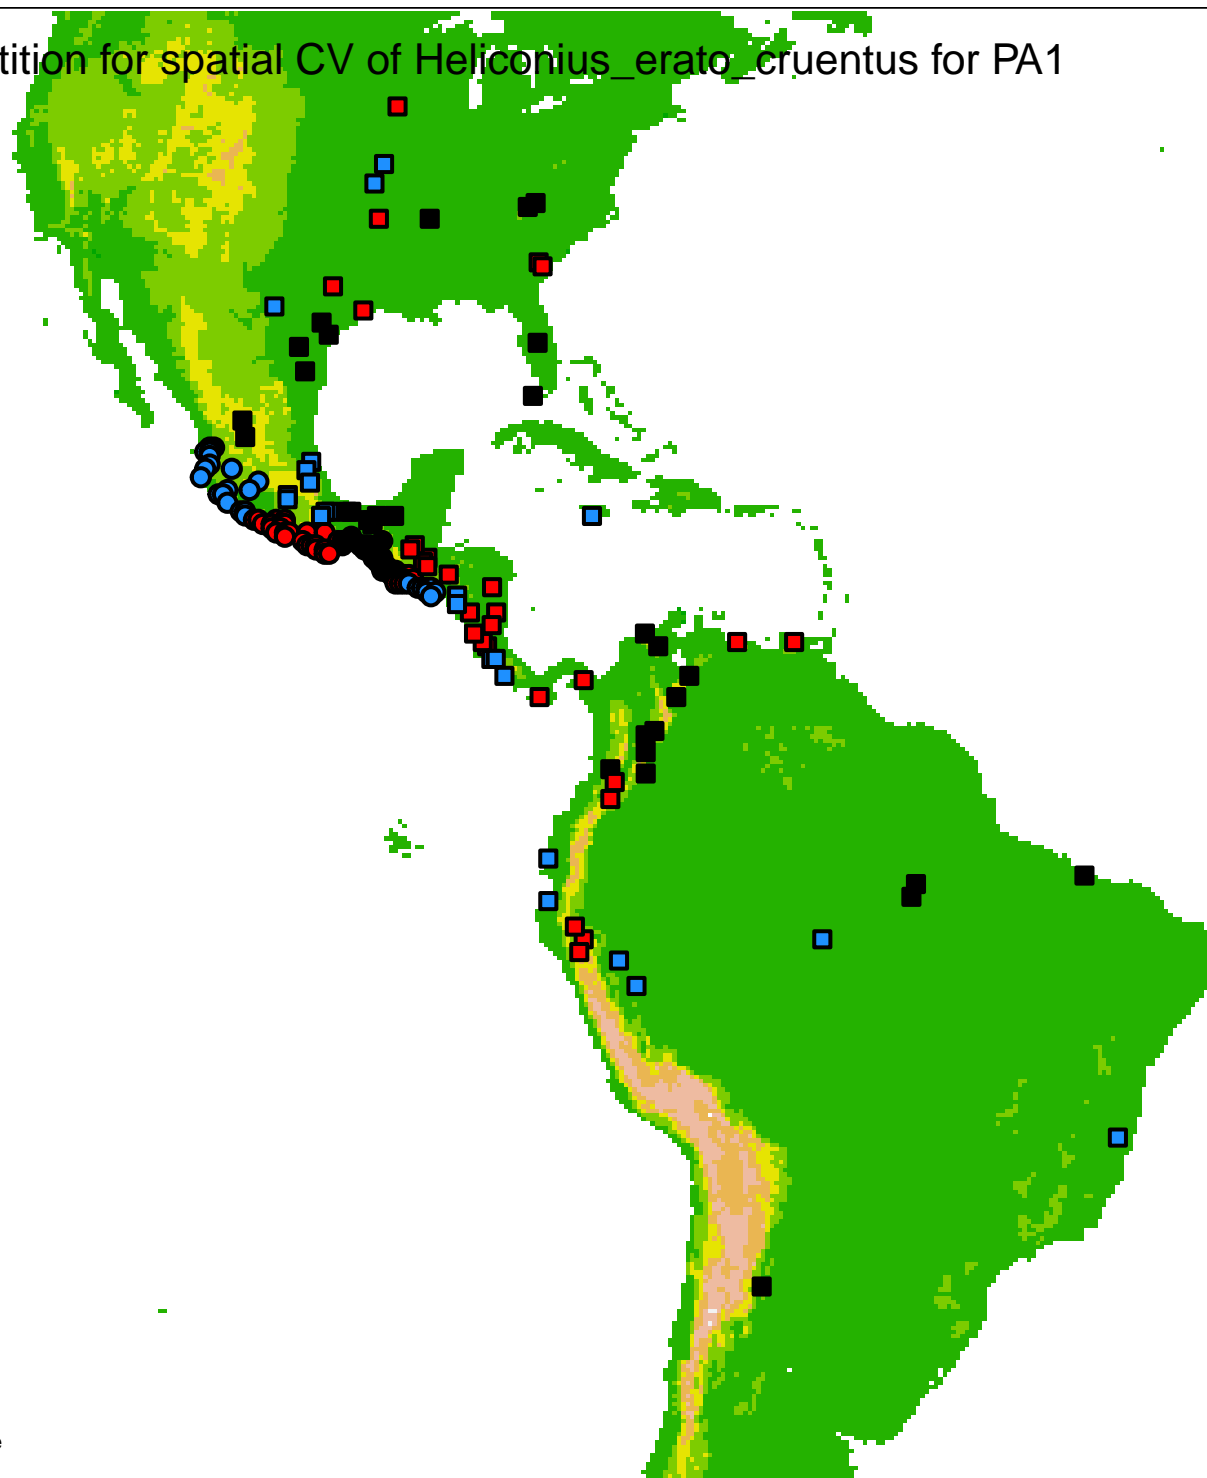 tition for spatial CV of Heliconius_erato_cruentus for PA1